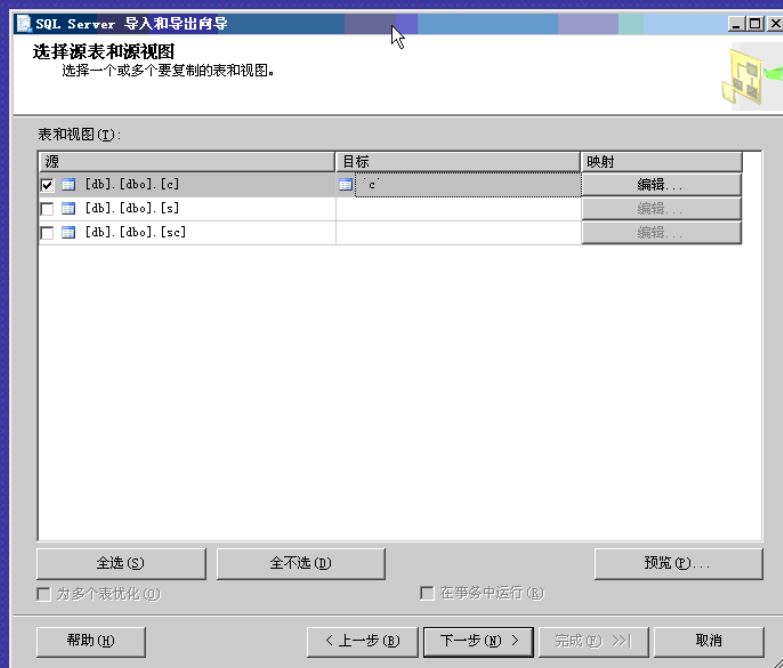 SQL Server 导入和导出向导
选择源表和源视图
选择一个或多个要复制的表和视图。
表和视图(T):
源 目标 映射
[db].[dbo].[c] `c` 编辑...
[db].[dbo].[s] 编辑...
[db].[dbo].[sc] 编辑...
全选(S) 全不选(D) 预览(P)...
为多个表优化(O) 在事务中运行(R)
帮助(H) < 上一步(B) 下一步(N) > 完成(F) >>| 取消